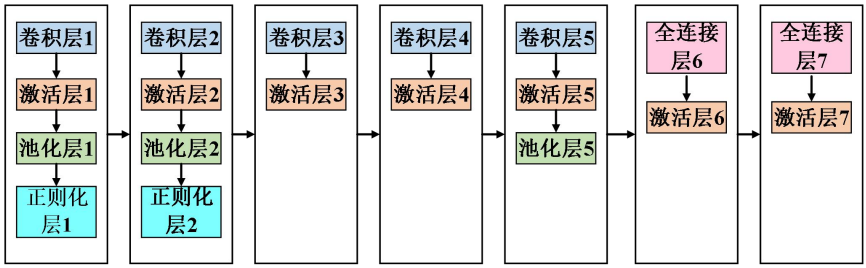 卷积层1
激活层1
池化层1
正则化
层1
卷积层2
激活层2
池化层2
正则化
层2
卷积层3
激活层3
卷积层4
激活层4
卷积层5
激活层5
池化层5
全连接
层6
激活层6
全连接
层7
激活层7